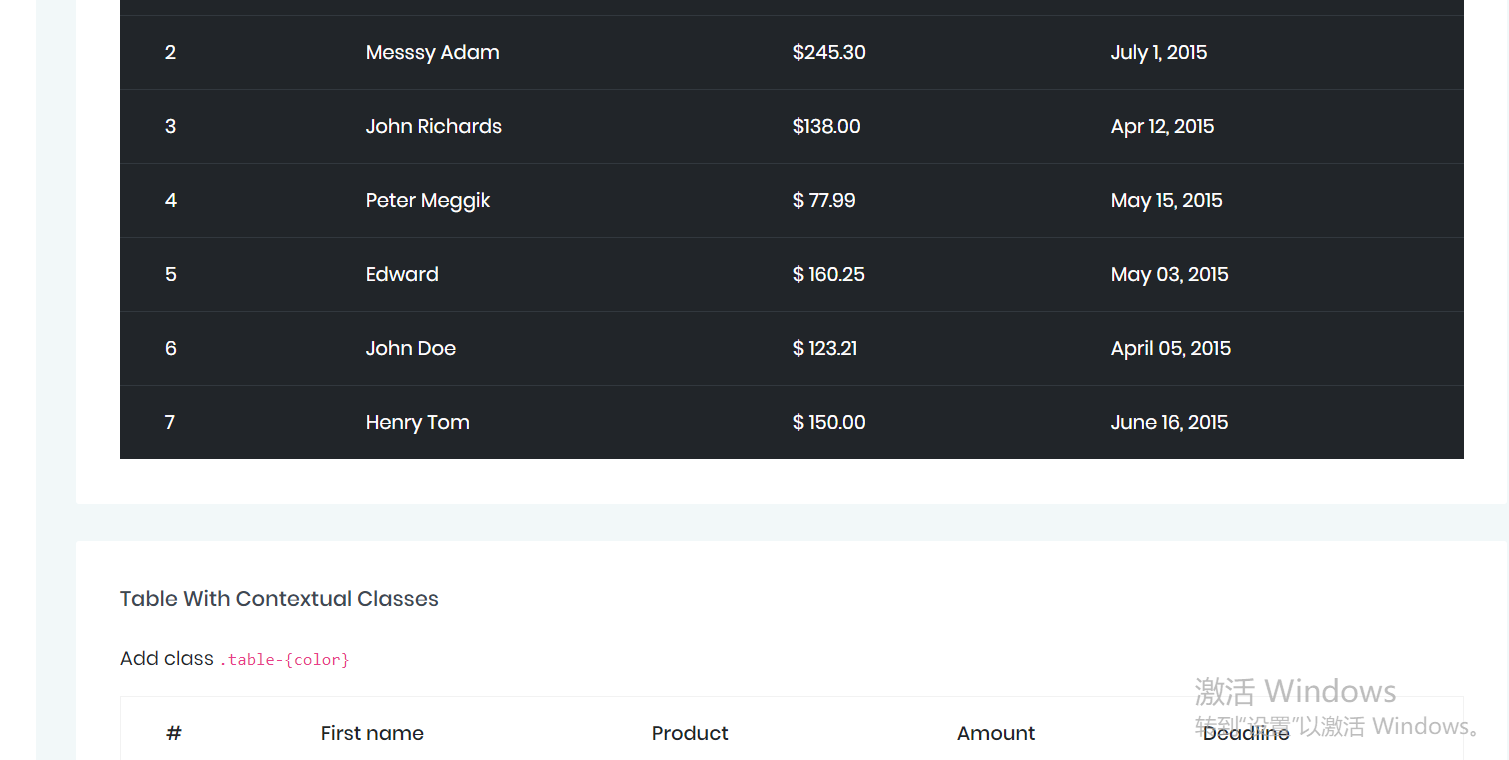 2 Messsy Adam $245.30 July 1, 2015
3 John Richards $138.00 Apr 12, 2015
4 Peter Meggik $ 77.99 May 15, 2015
5 Edward $ 160.25 May 03, 2015
6 John Doe $ 123.21 April 05, 2015
7 Henry Tom $ 150.00 June 16, 2015
Table With Contextual Classes
Add class .table-{color}
激活 Windows
转到“设置”以激活 Windows。
# First name Product Amount Deadline